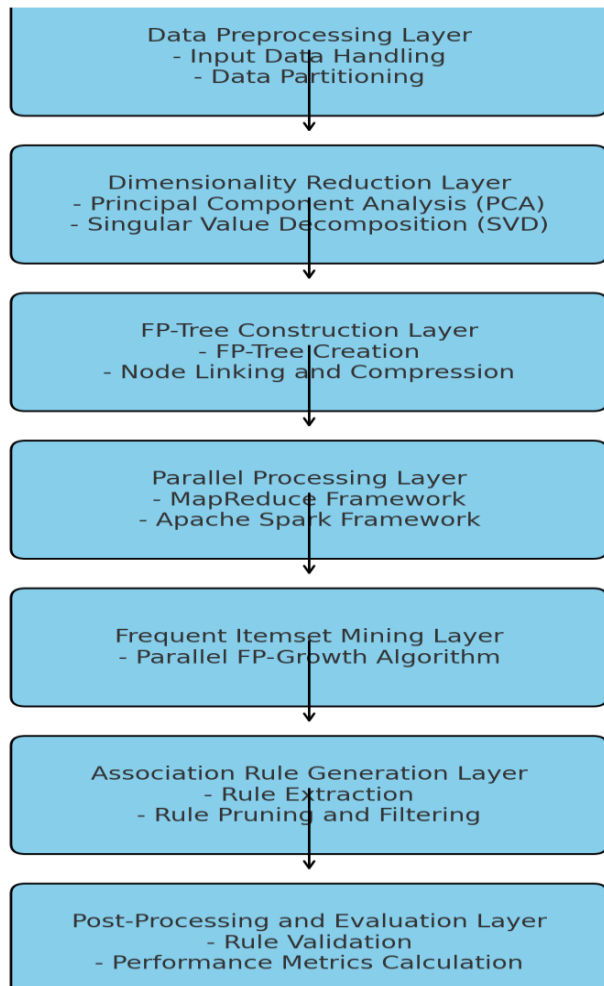 Data Preprocessing Layer
- Input Data Handling
- Data Partitioning
Dimensionality Reduction Layer
- Principal Component Analysis (PCA)
- Singular Value Decomposition (SVD)
FP-Tree Construction Layer
- FP-Tree Creation
- Node Linking and Compression
Parallel Processing Layer
- MapReduce Framework
- Apache Spark Framework
Frequent Itemset Mining Layer
- Parallel FP-Growth Algorithm
Association Rule Generation Layer
- Rule Extraction
- Rule Pruning and Filtering
Post-Processing and Evaluation Layer
- Rule Validation
- Performance Metrics Calculation